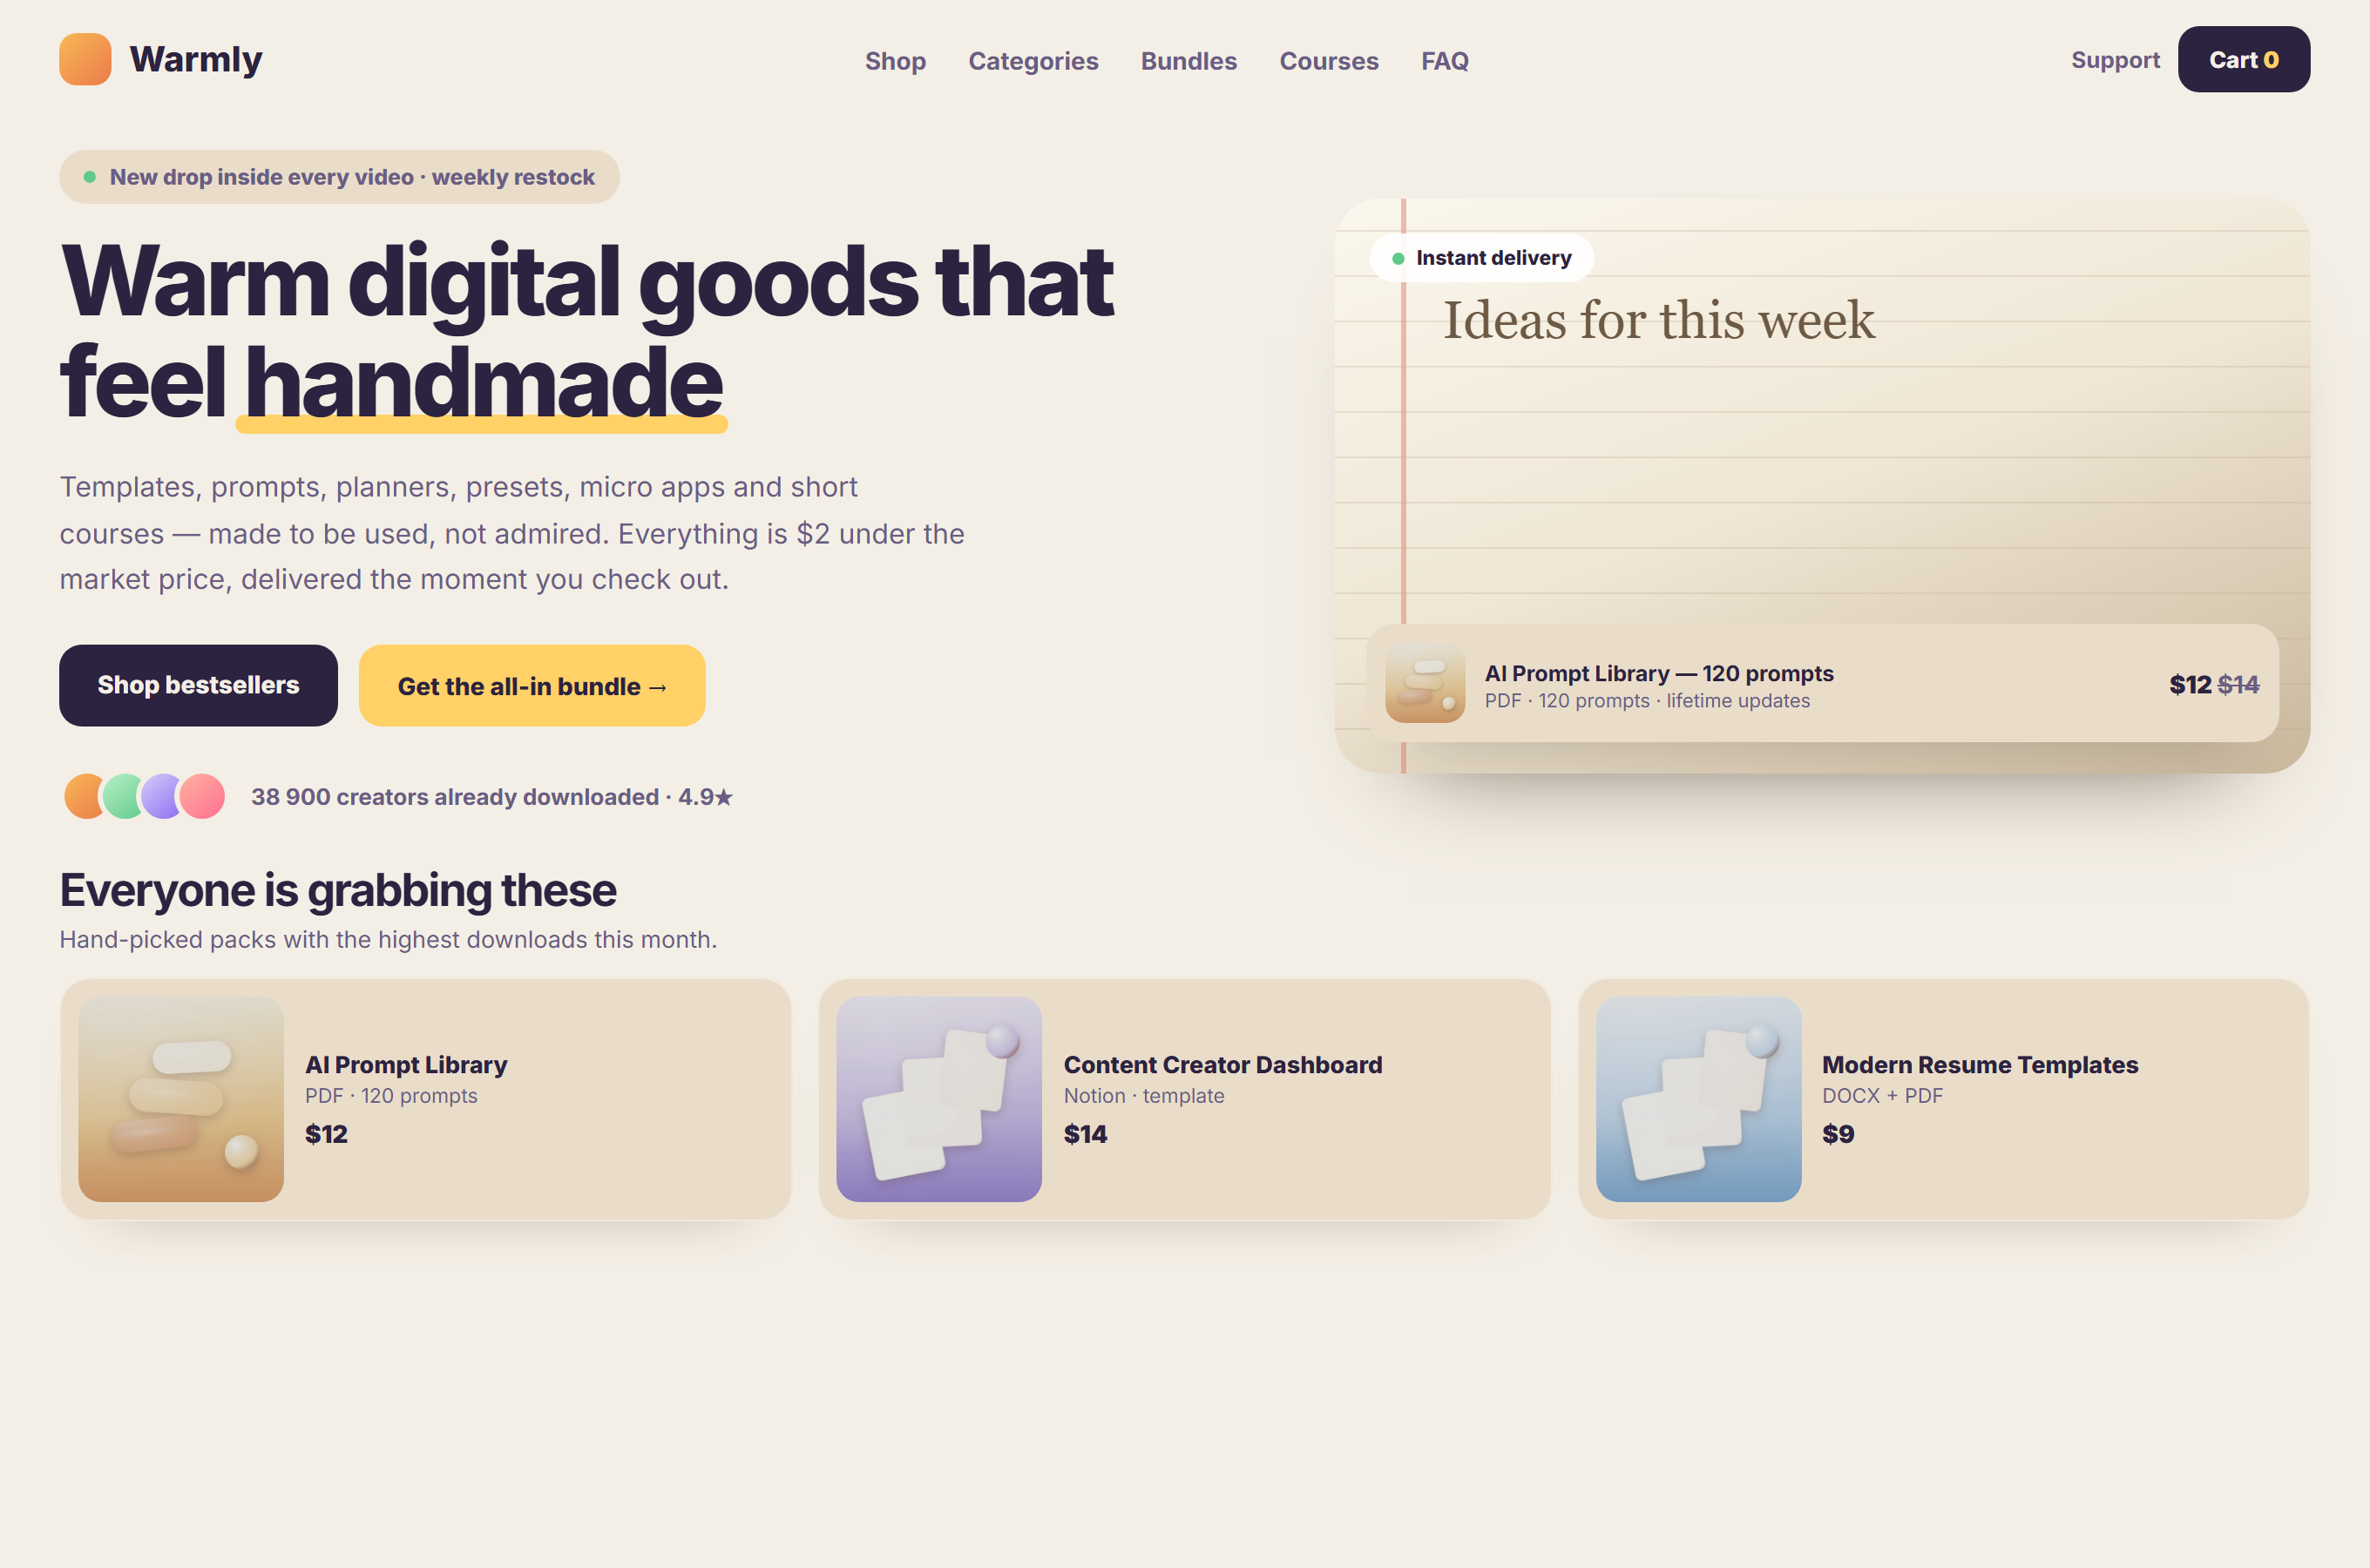 Warmly
Shop Categories Bundles Courses FAQ
Support Cart 0
New drop inside every video · weekly restock
Warm digital goods that
feel handmade
Templates, prompts, planners, presets, micro apps and short
courses — made to be used, not admired. Everything is $2 under the
market price, delivered the moment you check out.
Shop bestsellers
Get the all-in bundle →
38 900 creators already downloaded · 4.9★
Instant delivery
Ideas for this week
AI Prompt Library — 120 prompts
PDF · 120 prompts · lifetime updates
$12 $14
Everyone is grabbing these
Hand-picked packs with the highest downloads this month.
AI Prompt Library
PDF · 120 prompts
$12
Content Creator Dashboard
Notion · template
$14
Modern Resume Templates
DOCX + PDF
$9